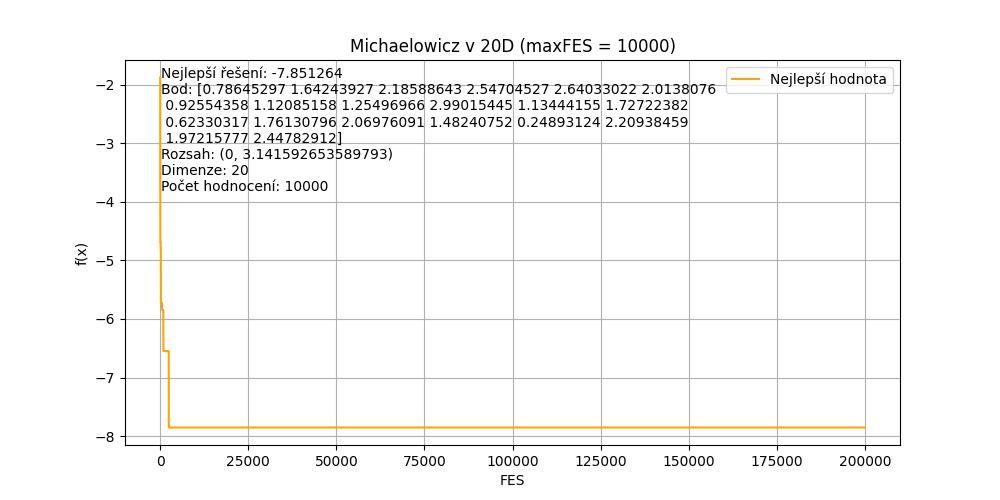 Michaelowicz v 20D (maxFES = 10000)
Nejlepší řešení: -7.851264
Bod: [0.78645297 1.64243927 2.18588643 2.54704527 2.64033022 2.0138076
0.92554358 1.12085158 1.25496966 2.99015445 1.13444155 1.72722382
0.62330317 1.76130796 2.06976091 1.48240752 0.24893124 2.20938459
1.97215777 2.44782912]
Rozsah: (0, 3.141592653589793)
Dimenze: 20
Počet hodnocení: 10000
Nejlepší hodnota
−2
−3
−4
−5
−6
−7
−8
f(x)
0 25000 50000 75000 100000 125000 150000 175000 200000
FES